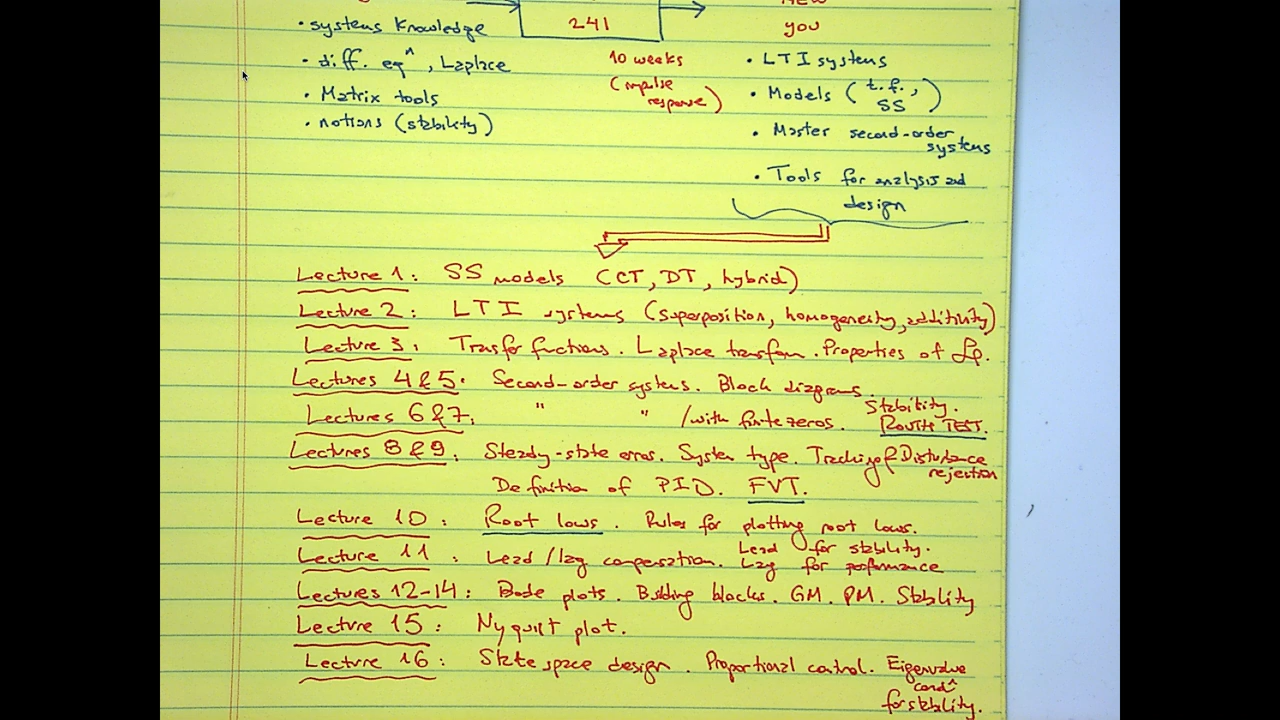 NEW
• systems Knowledge
241
you
• diff. eqⁿ, Laplace
10 weeks
• LTI systems
• Matrix tools
(impulse response)
• Models (t.f., SS)
• notions (stability)
• Master second-order systems
• Tools for analysis and design
Lecture 1: SS models (CT, DT, hybrid)
Lecture 2: LTI systems (superposition, homogeneity, additivity)
Lecture 3: Transfer functions. Laplace transform. Properties of
Lectures 4&5. Second-order systems. Block diagrams.
Lectures 6&7. " " /with finite zeros. Stability. ROUTH TEST.
Lectures 8&9. Steady-state error. System type. Tracking & Disturbance rejection
Definition of PID. FVT.
Lecture 10: Root locus. Rules for plotting root locus.
Lecture 11: Lead/lag compensation. Lead for stability. Lag for performance
Lectures 12-14: Bode plots. Building blocks. GM. PM. Stability
Lecture 15: Nyquist plot.
Lecture 16: State space design. Proportional control. Eigenvalue condⁿ for stability.